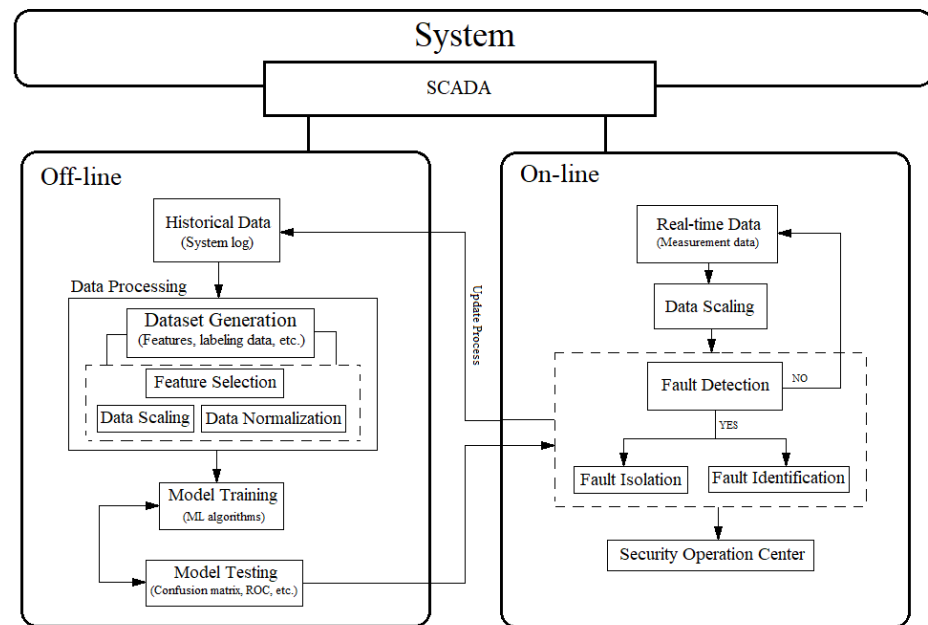 System
SCADA
Off-line
Historical Data
(System log)
Data Processing
Dataset Generation
(Features, labeling data, etc.)
Feature Selection
Data Scaling
Data Normalization
Model Training
(ML algorithms)
Model Testing
(Confusion matrix, ROC, etc.)
Update Process
On-line
Real-time Data
(Measurement data)
Data Scaling
Fault Detection
NO
YES
Fault Isolation
Fault Identification
Security Operation Center